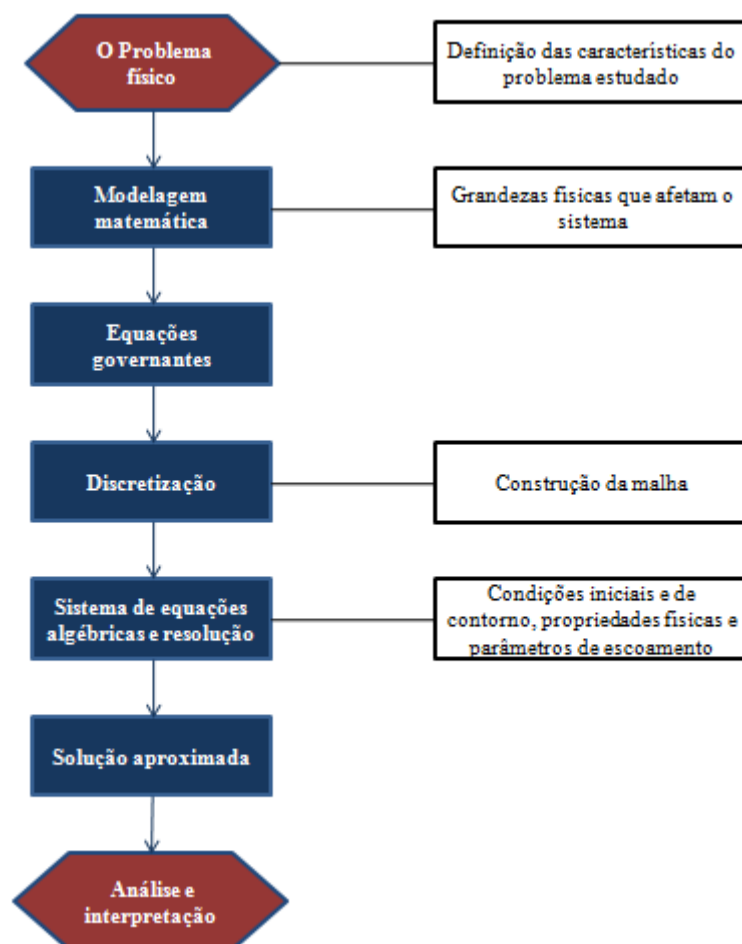 O Problema
físico
Definição das características do
problema estudado
Modelagem
matemática
Grandezas físicas que afetam o
sistema
Equações
governantes
Discretização
Construção da malha
Sistema de equações
algébricas e resolução
Condições iniciais e de
contorno, propriedades físicas e
parâmetros de escoamento
Solução aproximada
Análise e
interpretação